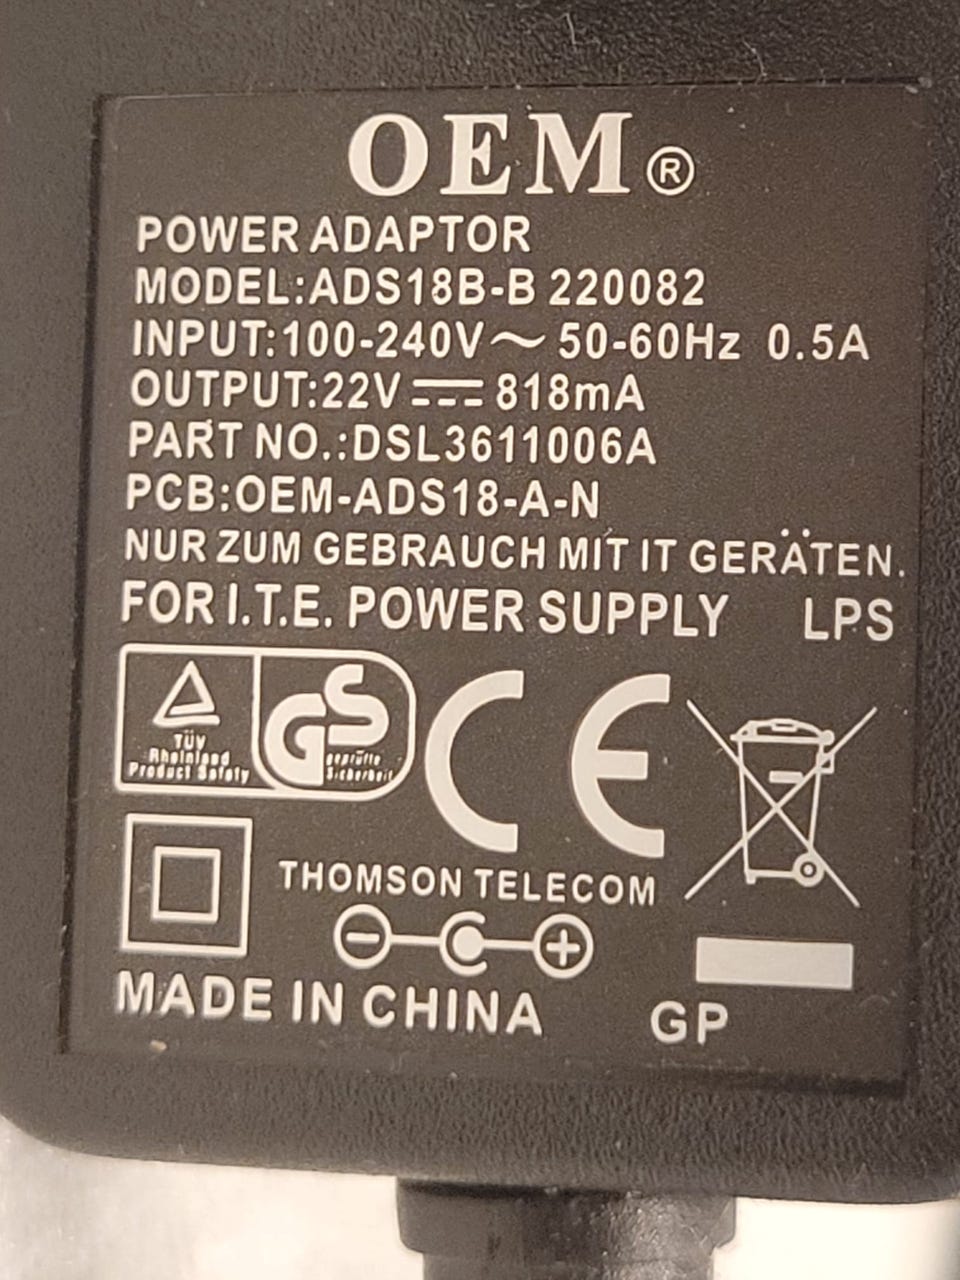 OEM®
POWER ADAPTOR
MODEL:ADS18B-B 220082
INPUT:100-240V～ 50-60Hz 0.5A
OUTPUT:22V⎓818mA
PART NO.:DSL3611006A
PCB:OEM-ADS18-A-N
NUR ZUM GEBRAUCH MIT IT GERÄTEN.
FOR I.T.E. POWER SUPPLY LPS
TÜV
Rheinland
Product Safety
GS
geprüfte
Sicherheit
CE
THOMSON TELECOM
MADE IN CHINA
GP